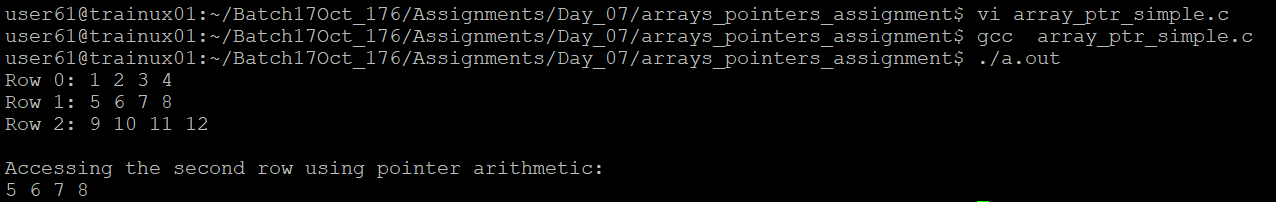 user61@trainux01:~/Batch17Oct_176/Assignments/Day_07/arrays_pointers_assignment$ vi array_ptr_simple.c
user61@trainux01:~/Batch17Oct_176/Assignments/Day_07/arrays_pointers_assignment$ gcc  array_ptr_simple.c
user61@trainux01:~/Batch17Oct_176/Assignments/Day_07/arrays_pointers_assignment$ ./a.out
Row 0: 1 2 3 4
Row 1: 5 6 7 8
Row 2: 9 10 11 12

Accessing the second row using pointer arithmetic:
5 6 7 8